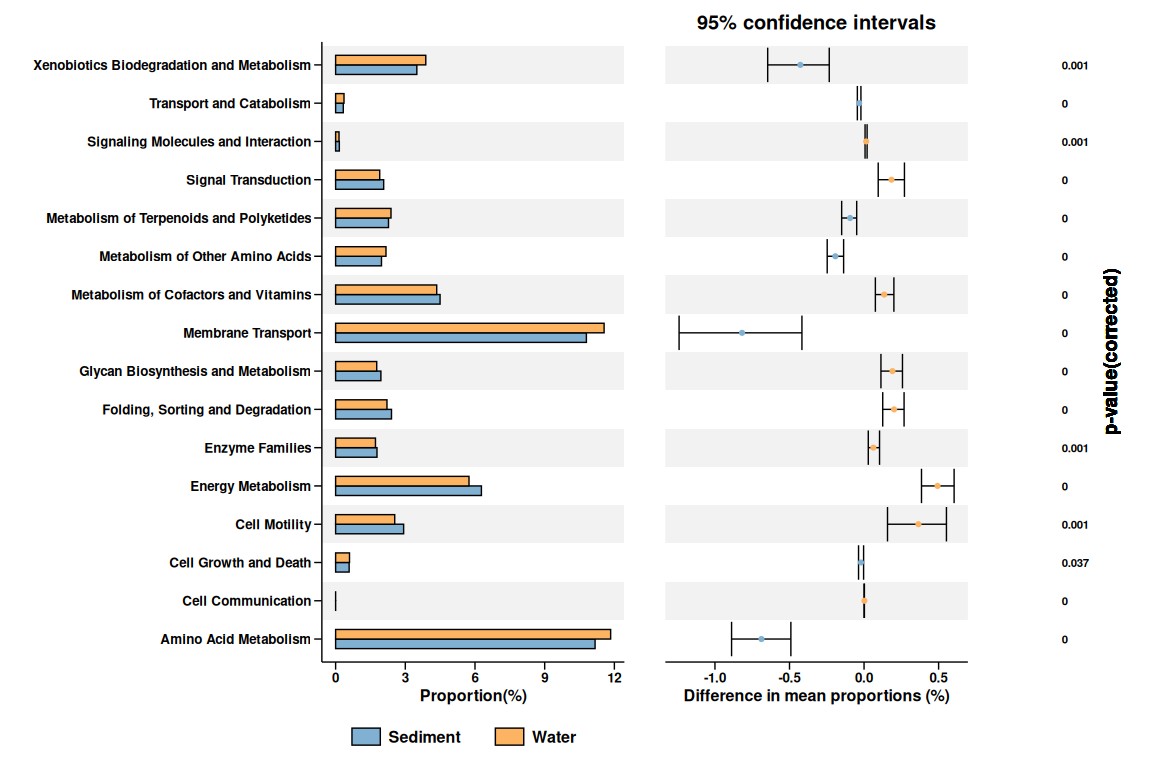 95% confidence intervals
Xenobiotics Biodegradation and Metabolism 0.001
Transport and Catabolism 0
Signaling Molecules and Interaction 0.001
Signal Transduction 0
Metabolism of Terpenoids and Polyketides 0
Metabolism of Other Amino Acids 0
Metabolism of Cofactors and Vitamins 0
Membrane Transport 0
Glycan Biosynthesis and Metabolism 0
Folding, Sorting and Degradation 0
Enzyme Families 0.001
Energy Metabolism 0
Cell Motility 0.001
Cell Growth and Death 0.037
Cell Communication 0
Amino Acid Metabolism 0
p-value(corrected)
0 3 6 9 12 -1.0 -0.5 0.0 0.5
Proportion(%) Difference in mean proportions (%)
Sediment Water